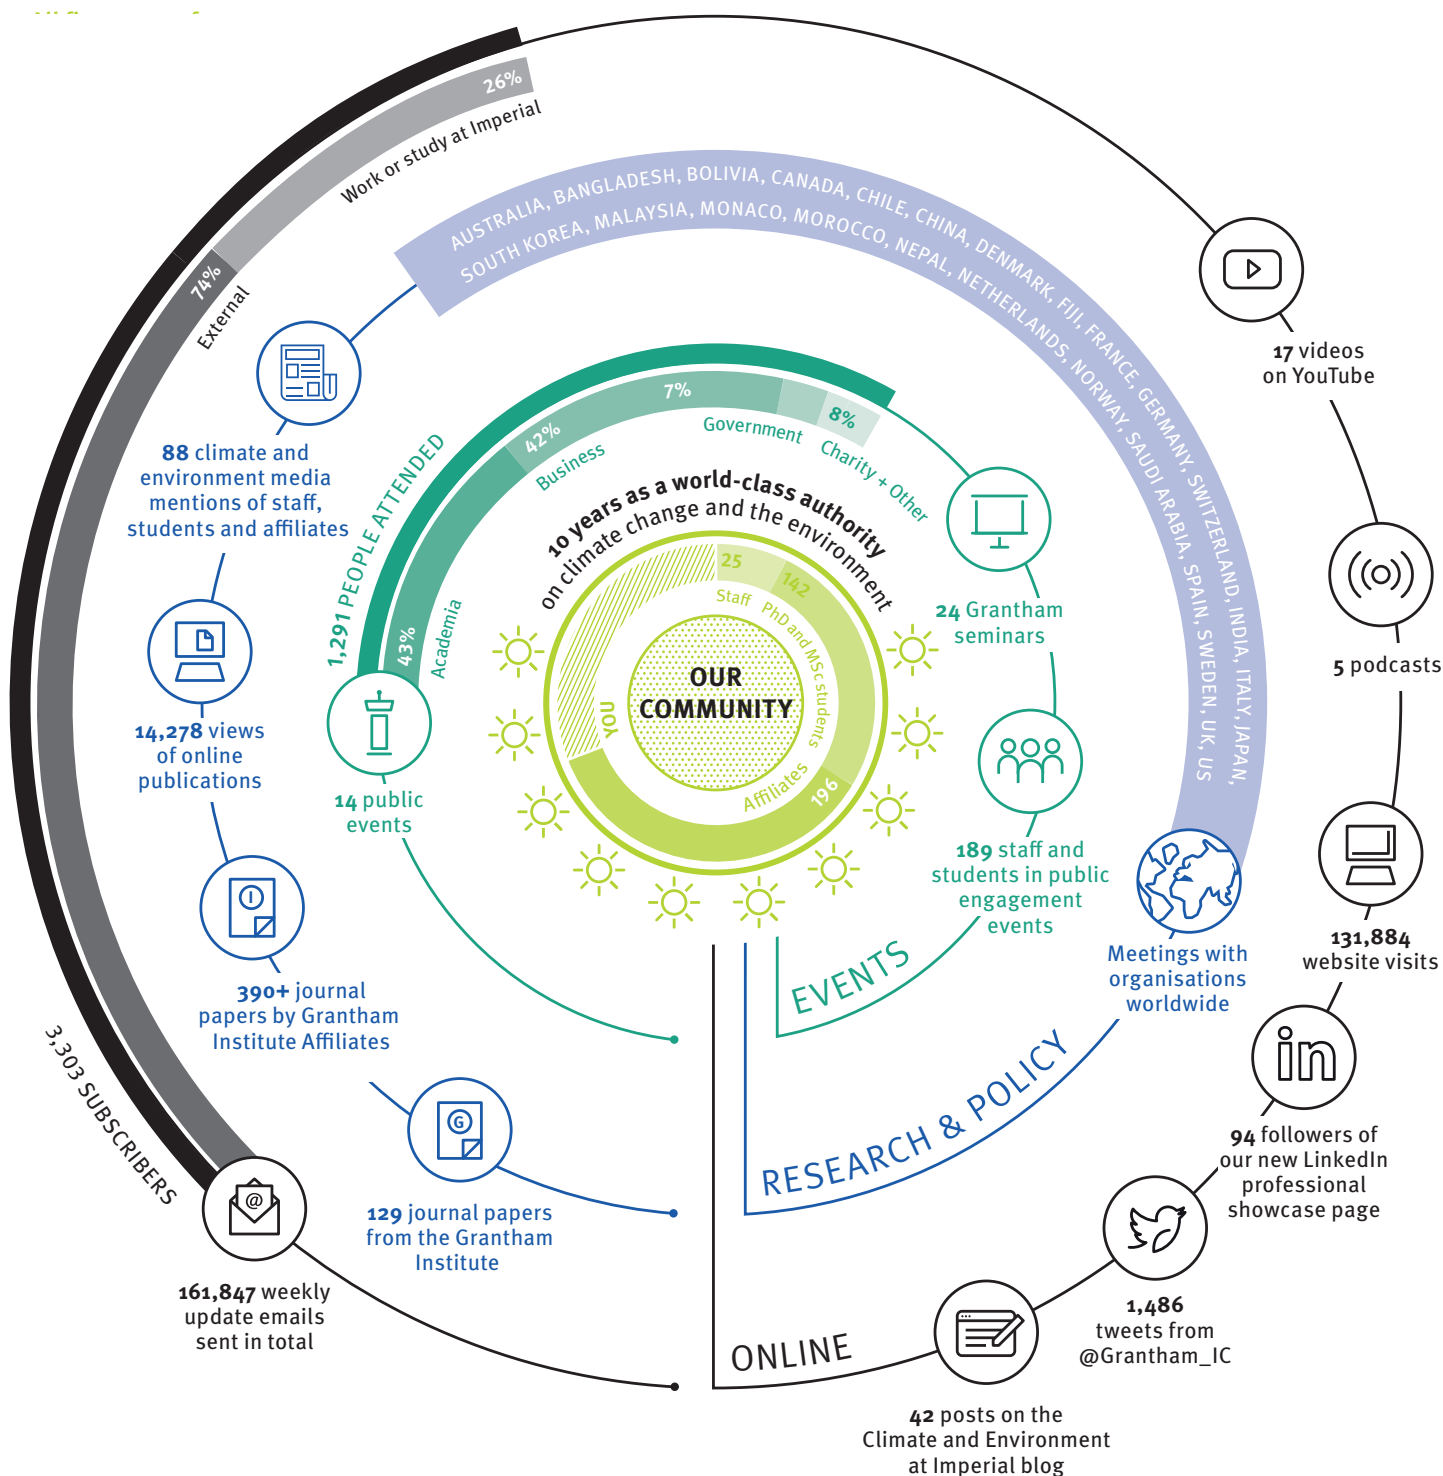 26%
Work or study at Imperial
74%
External
3,303 SUBSCRIBERS
161,847 weekly
update emails
sent in total
AUSTRALIA, BANGLADESH, BOLIVIA, CANADA, CHILE, CHINA, DENMARK, FIJI, FRANCE, GERMANY, SWITZERLAND, INDIA, ITALY, JAPAN,
SOUTH KOREA, MALAYSIA, MONACO, MOROCCO, NEPAL, NETHERLANDS, NORWAY, SAUDI ARABIA, SPAIN, SWEDEN, UK, US
88 climate and
environment media
mentions of staff,
students and affiliates
14,278 views
of online
publications
390+ journal
papers by Grantham
Institute Affiliates
I
G
129 journal papers
from the Grantham
Institute
1,291 PEOPLE ATTENDED
43%
Academia
42%
Business
7%
Government
8%
Charity + Other
14 public
events
10 years as a world-class authority
on climate change and the environment
25
Staff
142
PhD and MSc students
196
Affiliates
YOU
OUR
COMMUNITY
24 Grantham
seminars
189 staff and
students in public
engagement
events
EVENTS
Meetings with
organisations
worldwide
RESEARCH & POLICY
17 videos
on YouTube
5 podcasts
131,884
website visits
in
94 followers of
our new LinkedIn
professional
showcase page
1,486
tweets from
@Grantham_IC
42 posts on the
Climate and Environment
at Imperial blog
ONLINE
@